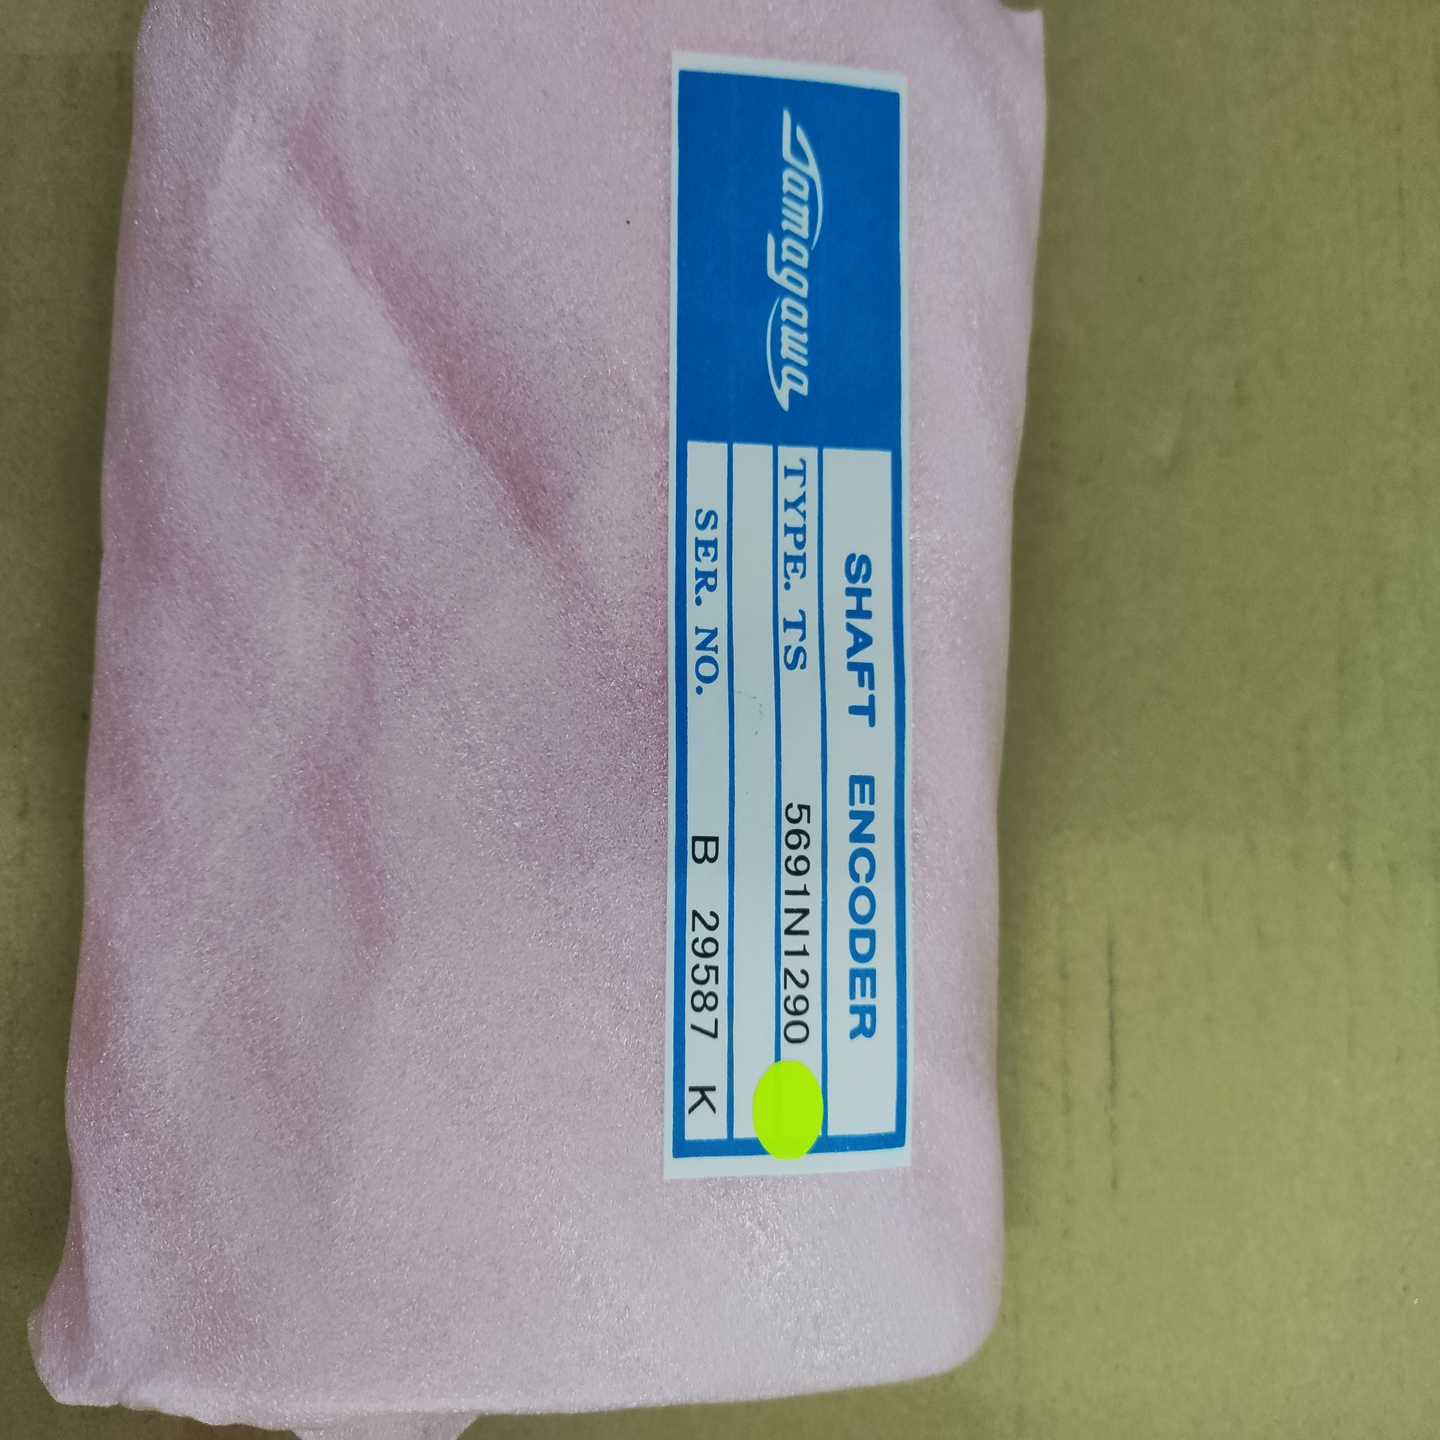 Tamagawa
SHAFT ENCODER
TYPE. TS 5691N1290
SER. NO. B 29587 K